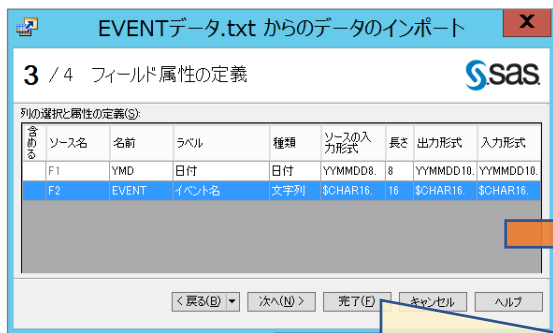 EVENTデータ.txt からのデータのインポート
X
3 / 4 フィールド属性の定義
sas
列の選択と属性の定義(S):
含める ソース名 名前 ラベル 種類 ソースの入力形式 長さ 出力形式 入力形式
F1 YMD 日付 日付 YYMMDD8. 8 YYMMDD10. YYMMDD10.
F2 EVENT イベント名 文字列 $CHAR16. 16 $CHAR16. $CHAR16.
< 戻る(B) 次へ(N) > 完了(F) キャンセル ヘルプ